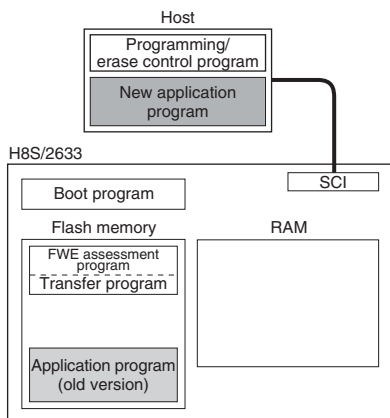 Host
Programming/
erase control program
New application
program
H8S/2633
SCI
Boot program
Flash memory
RAM
FWE assessment
program
Transfer program
Application program
(old version)